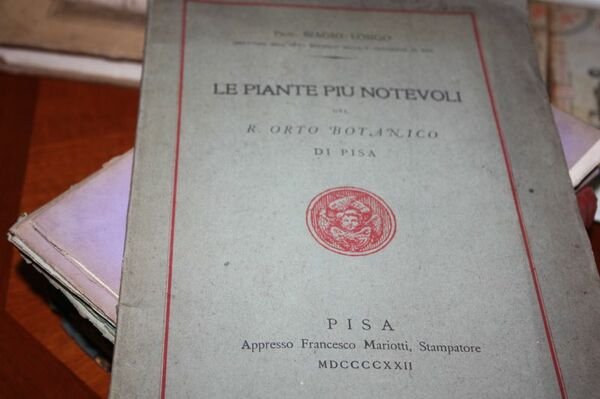 Prof. BIAGIO LONGO
LE PIANTE PIÙ NOTEVOLI
DEL
R. ORTO BOTANICO
DI PISA
PISA
Appresso Francesco Mariotti, Stampatore
MDCCCCXXII